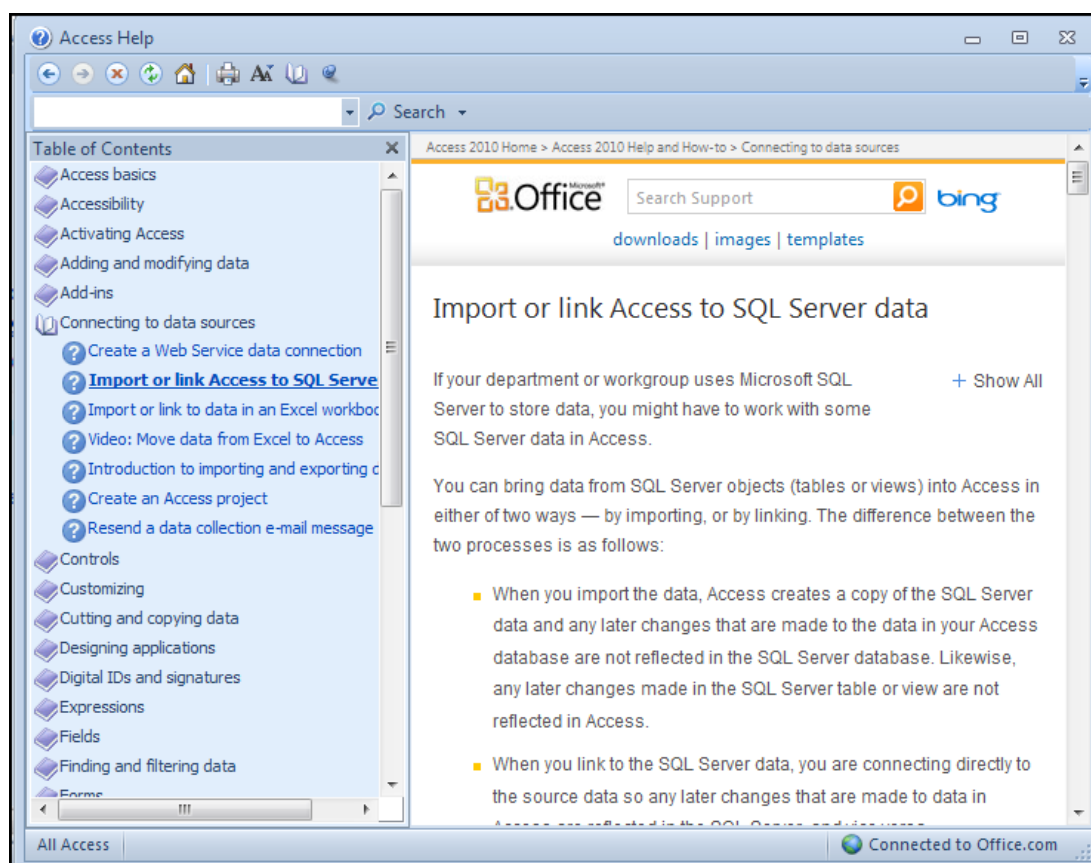 Access Help
Search
Table of Contents
Access basics
Accessibility
Activating Access
Adding and modifying data
Add-ins
Connecting to data sources
Create a Web Service data connection
Import or link Access to SQL Serve
Import or link to data in an Excel workboo
Video: Move data from Excel to Access
Introduction to importing and exporting
Create an Access project
Resend a data collection e-mail message
Controls
Customizing
Cutting and copying data
Designing applications
Digital IDs and signatures
Expressions
Fields
Finding and filtering data
Forms
Access 2010 Home > Access 2010 Help and How-to > Connecting to data sources
Microsoft®
Office
Search Support
bing
downloads | images | templates
Import or link Access to SQL Server data
If your department or workgroup uses Microsoft SQL
+ Show All
Server to store data, you might have to work with some
SQL Server data in Access.
You can bring data from SQL Server objects (tables or views) into Access in
either of two ways — by importing, or by linking. The difference between the
two processes is as follows:
When you import the data, Access creates a copy of the SQL Server
data and any later changes that are made to the data in your Access
database are not reflected in the SQL Server database. Likewise,
any later changes made in the SQL Server table or view are not
reflected in Access.
When you link to the SQL Server data, you are connecting directly to
the source data so any later changes that are made to data in
Access are reflected in the SQL Server, and vice versa.
All Access
Connected to Office.com